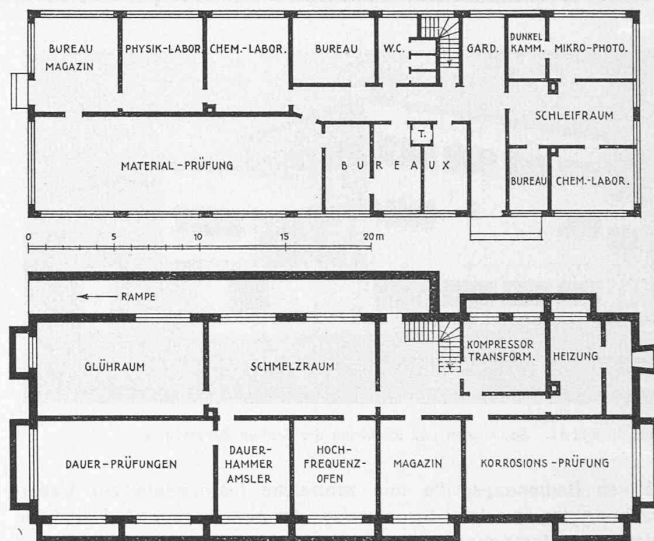 BUREAU
MAGAZIN
PHYSIK-LABOR.
CHEM.-LABOR.
BUREAU
W.C.
GARD.
DUNKEL
KAMM.
MIKRO-PHOTO.
SCHLEIFRAUM
MATERIAL-PRÜFUNG
T.
BUREAUX
BUREAU
CHEM.-LABOR.
0 5 10 15 20 m
RAMPE
GLÜHRAUM
SCHMELZRAUM
KOMPRESSOR
TRANSFORM.
HEIZUNG
DAUER-PRÜFUNGEN
DAUER-
HAMMER
AMSLER
HOCH-
FREQUENZ-
OFEN
MAGAZIN
KORROSIONS-PRÜFUNG